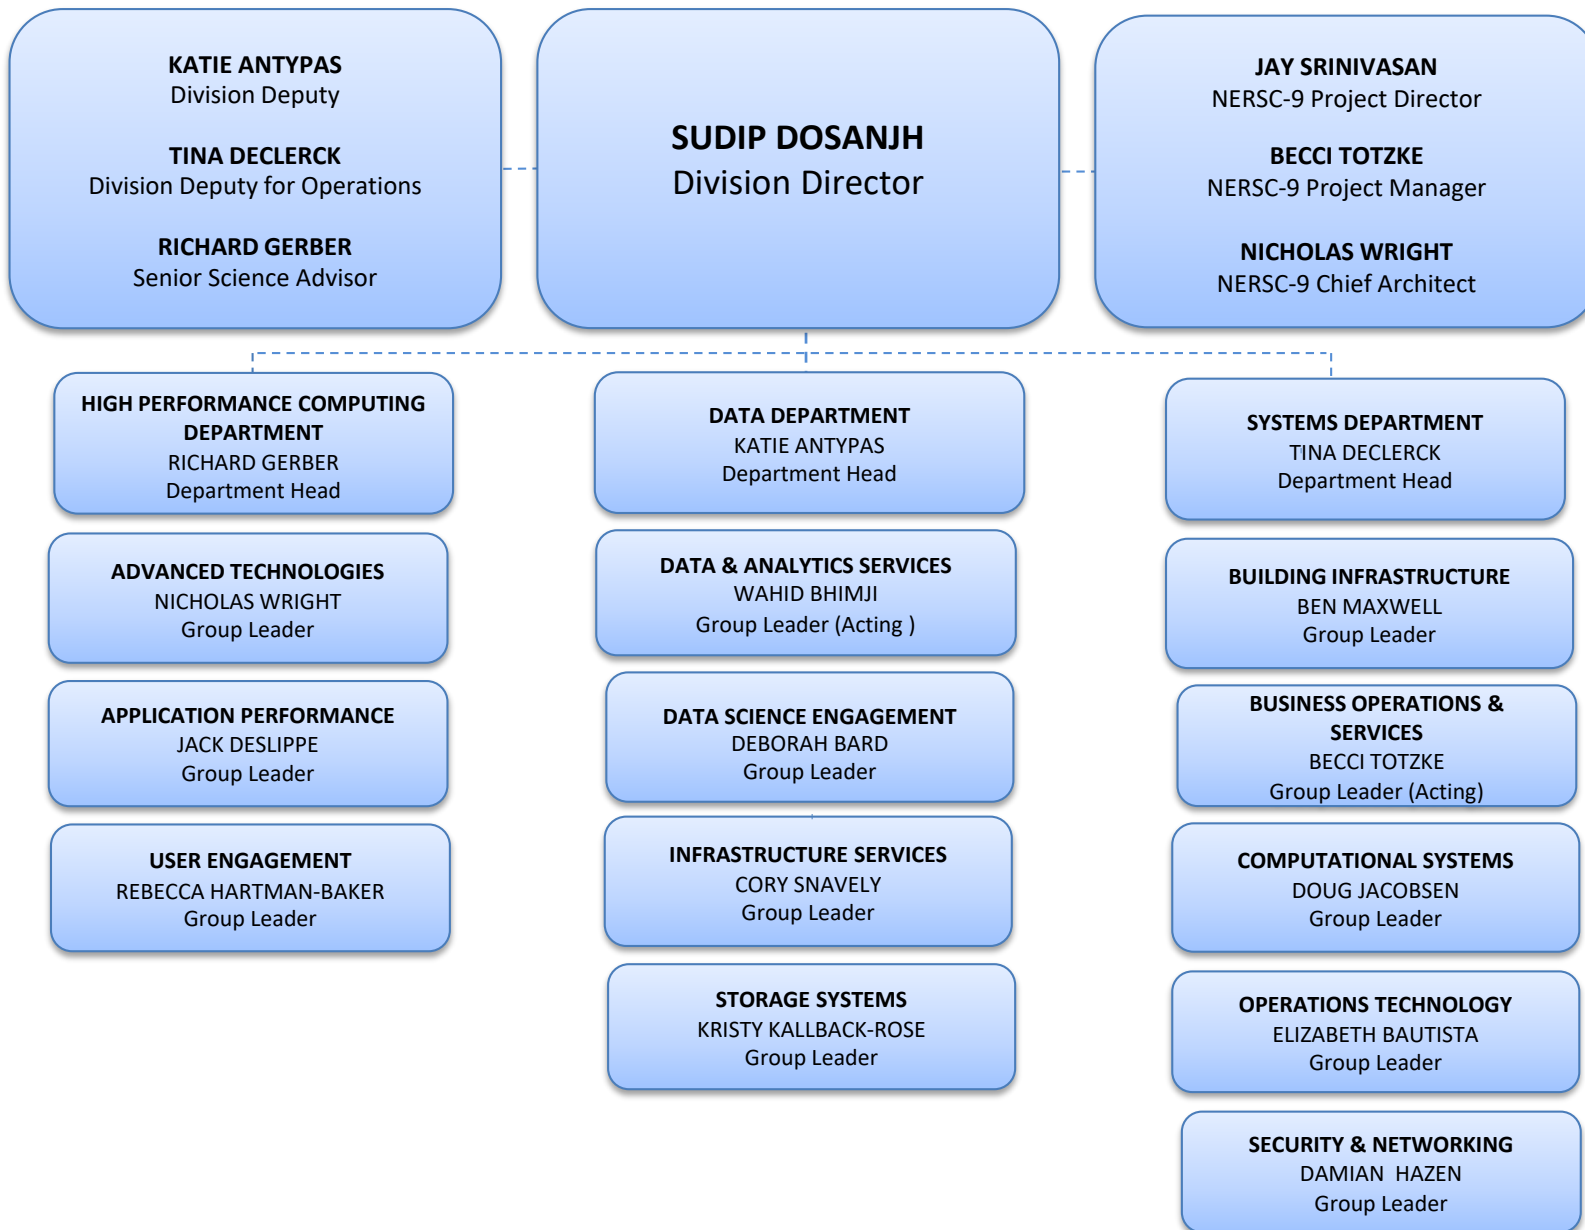 KATIE ANTYPAS
Division Deputy
TINA DECLERCK
Division Deputy for Operations
RICHARD GERBER
Senior Science Advisor
SUDIP DOSANJH
Division Director
JAY SRINIVASAN
NERSC-9 Project Director
BECCI TOTZKE
NERSC-9 Project Manager
NICHOLAS WRIGHT
NERSC-9 Chief Architect
HIGH PERFORMANCE COMPUTING
DEPARTMENT
RICHARD GERBER
Department Head
ADVANCED TECHNOLOGIES
NICHOLAS WRIGHT
Group Leader
APPLICATION PERFORMANCE
JACK DESLIPPE
Group Leader
USER ENGAGEMENT
REBECCA HARTMAN-BAKER
Group Leader
DATA DEPARTMENT
KATIE ANTYPAS
Department Head
DATA & ANALYTICS SERVICES
WAHID BHIMJI
Group Leader (Acting )
DATA SCIENCE ENGAGEMENT
DEBORAH BARD
Group Leader
INFRASTRUCTURE SERVICES
CORY SNAVELY
Group Leader
STORAGE SYSTEMS
KRISTY KALLBACK-ROSE
Group Leader
SYSTEMS DEPARTMENT
TINA DECLERCK
Department Head
BUILDING INFRASTRUCTURE
BEN MAXWELL
Group Leader
BUSINESS OPERATIONS &
SERVICES
BECCI TOTZKE
Group Leader (Acting)
COMPUTATIONAL SYSTEMS
DOUG JACOBSEN
Group Leader
OPERATIONS TECHNOLOGY
ELIZABETH BAUTISTA
Group Leader
SECURITY & NETWORKING
DAMIAN  HAZEN
Group Leader